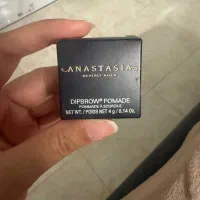 ANASTASIA
BEVERLY HILLS
DIPBROW® POMADE
POMMADE À SOURCILS
NET WT. / POIDS NET 4 g / 0.14 Oz.